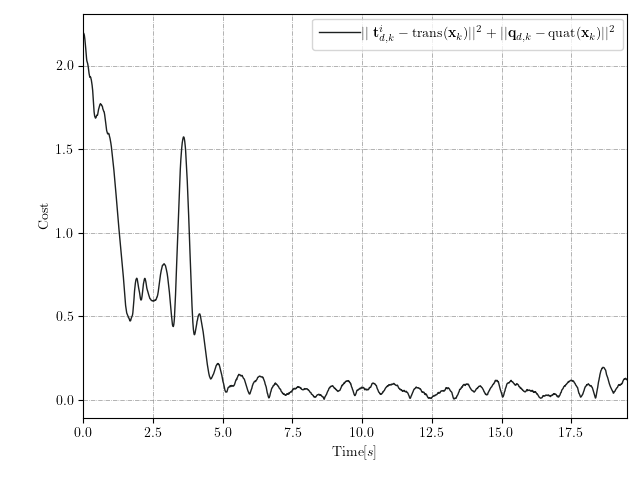 || t^i_{d,k} − trans(x_k)||² + ||q_{d,k} − quat(x_k)||²
2.0
1.5
Cost
1.0
0.5
0.0
0.0 2.5 5.0 7.5 10.0 12.5 15.0 17.5
Time[s]